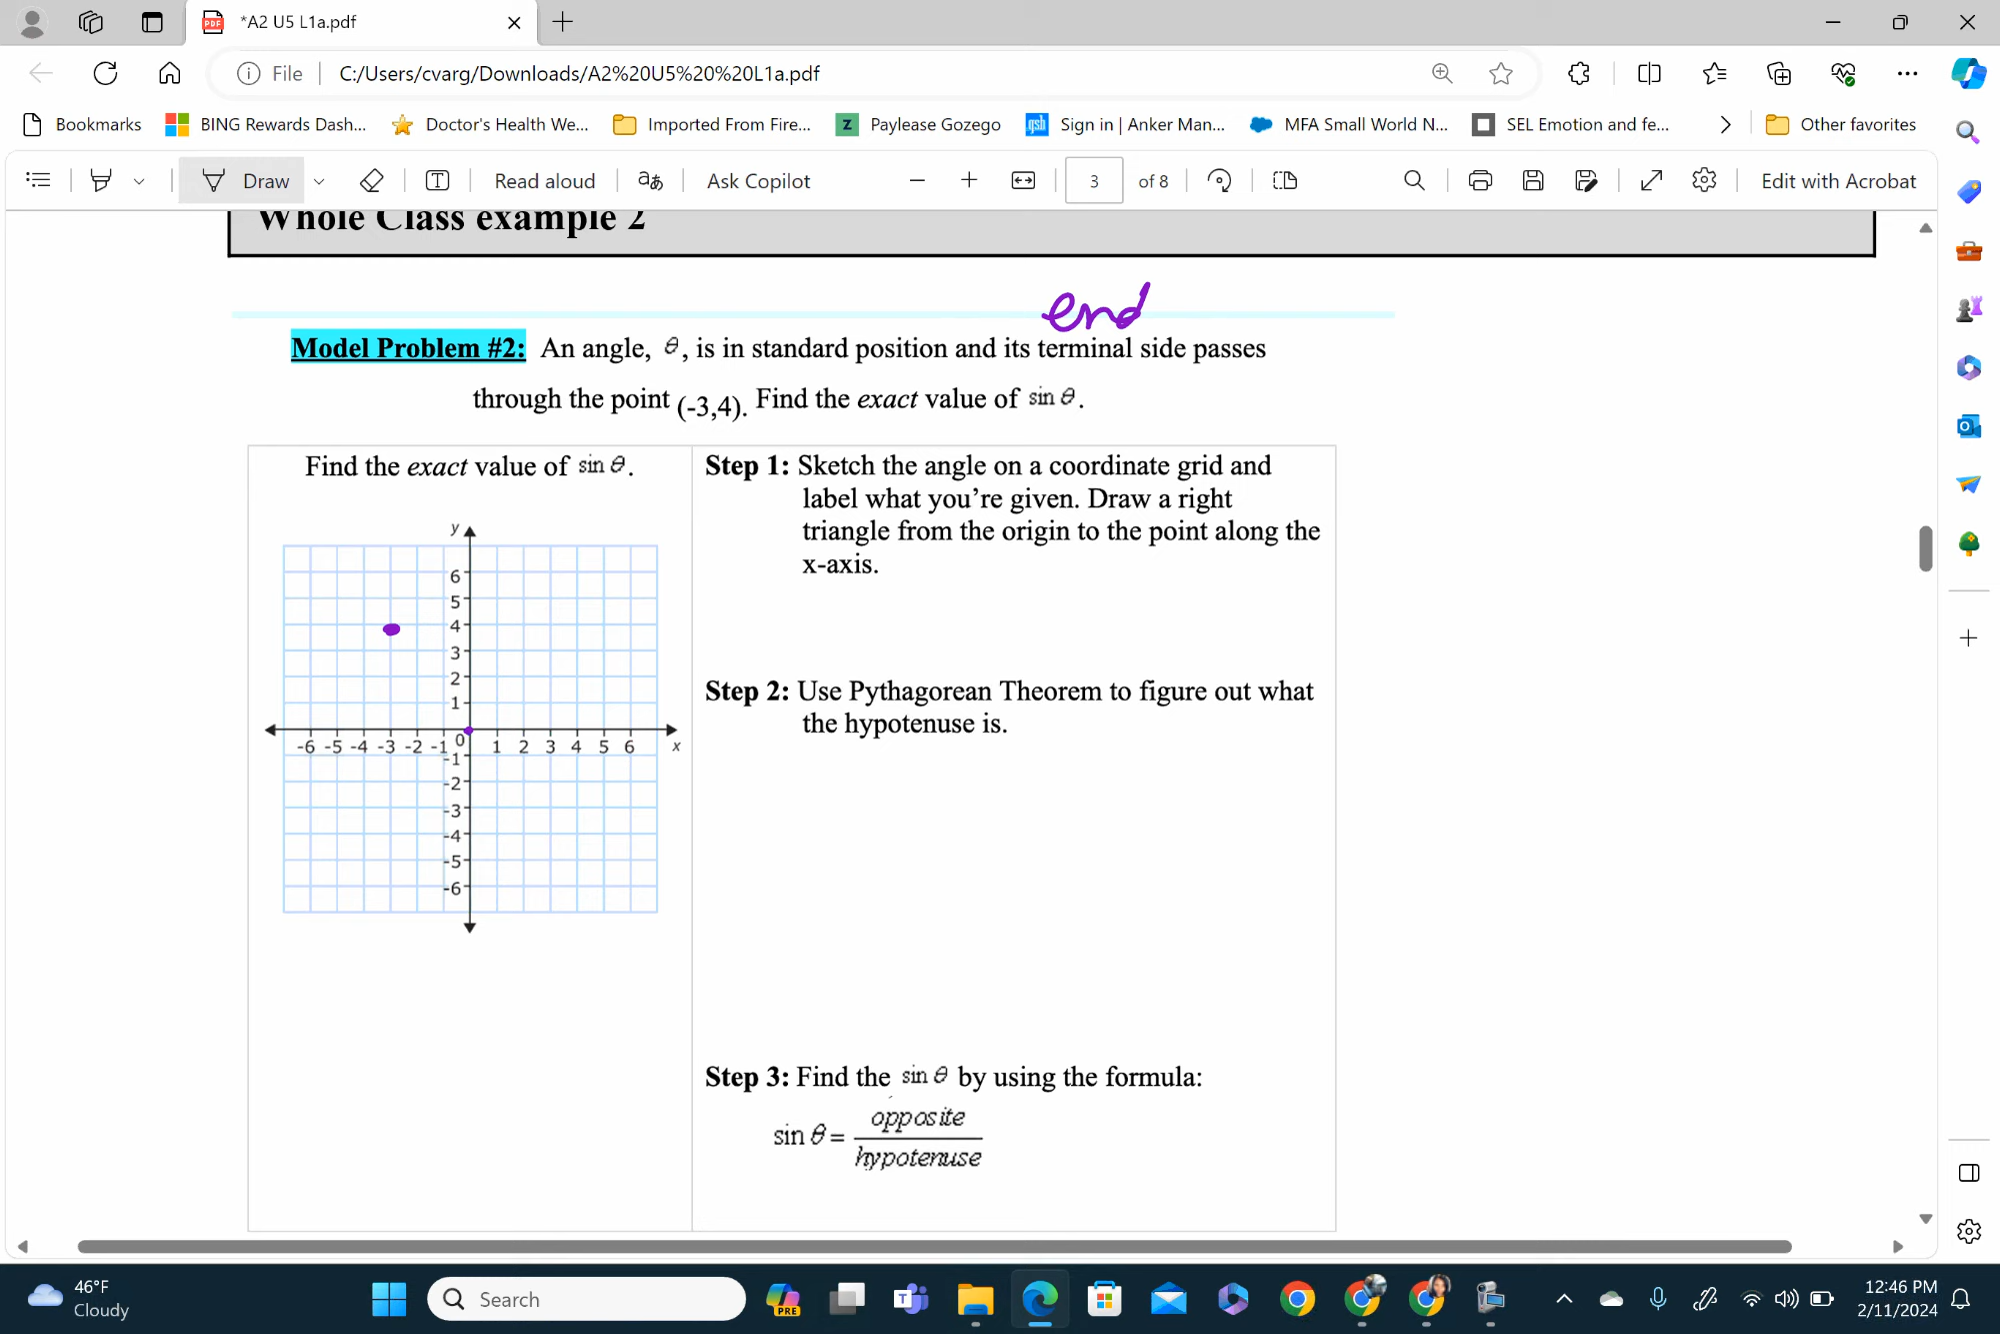 *A2 U5 L1a.pdf
File
C:/Users/cvarg/Downloads/A2%20U5%20%20L1a.pdf
Bookmarks
BING Rewards Dash...
Doctor's Health We...
Imported From Fire...
Paylease Gozego
Sign in | Anker Man...
MFA Small World N...
SEL Emotion and fe...
Other favorites
Draw
Read aloud
Ask Copilot
3 of 8
Edit with Acrobat
Whole Class example 2
end
Model Problem #2: An angle, θ, is in standard position and its terminal side passes
through the point (-3,4). Find the exact value of sin θ.
Find the exact value of sin θ.
y
6
5
4
3
2
1
-6 -5 -4 -3 -2 -1 0 1 2 3 4 5 6 x
-1
-2
-3
-4
-5
-6
Step 1: Sketch the angle on a coordinate grid and
label what you’re given. Draw a right
triangle from the origin to the point along the
x-axis.
Step 2: Use Pythagorean Theorem to figure out what
the hypotenuse is.
Step 3: Find the sin θ by using the formula:
sin θ = opposite
hypotenuse
46°F
Cloudy
Search
PRE
12:46 PM
2/11/2024